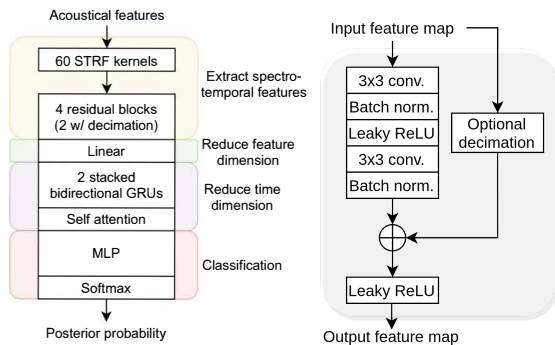 Acoustical features
60 STRF kernels
Extract spectro-
temporal features
4 residual blocks
(2 w/ decimation)
Linear
Reduce feature
dimension
2 stacked
bidirectional GRUs
Reduce time
dimension
Self attention
MLP
Classification
Softmax
Posterior probability
Input feature map
3x3 conv.
Batch norm.
Leaky ReLU
3x3 conv.
Batch norm.
Optional
decimation
Leaky ReLU
Output feature map